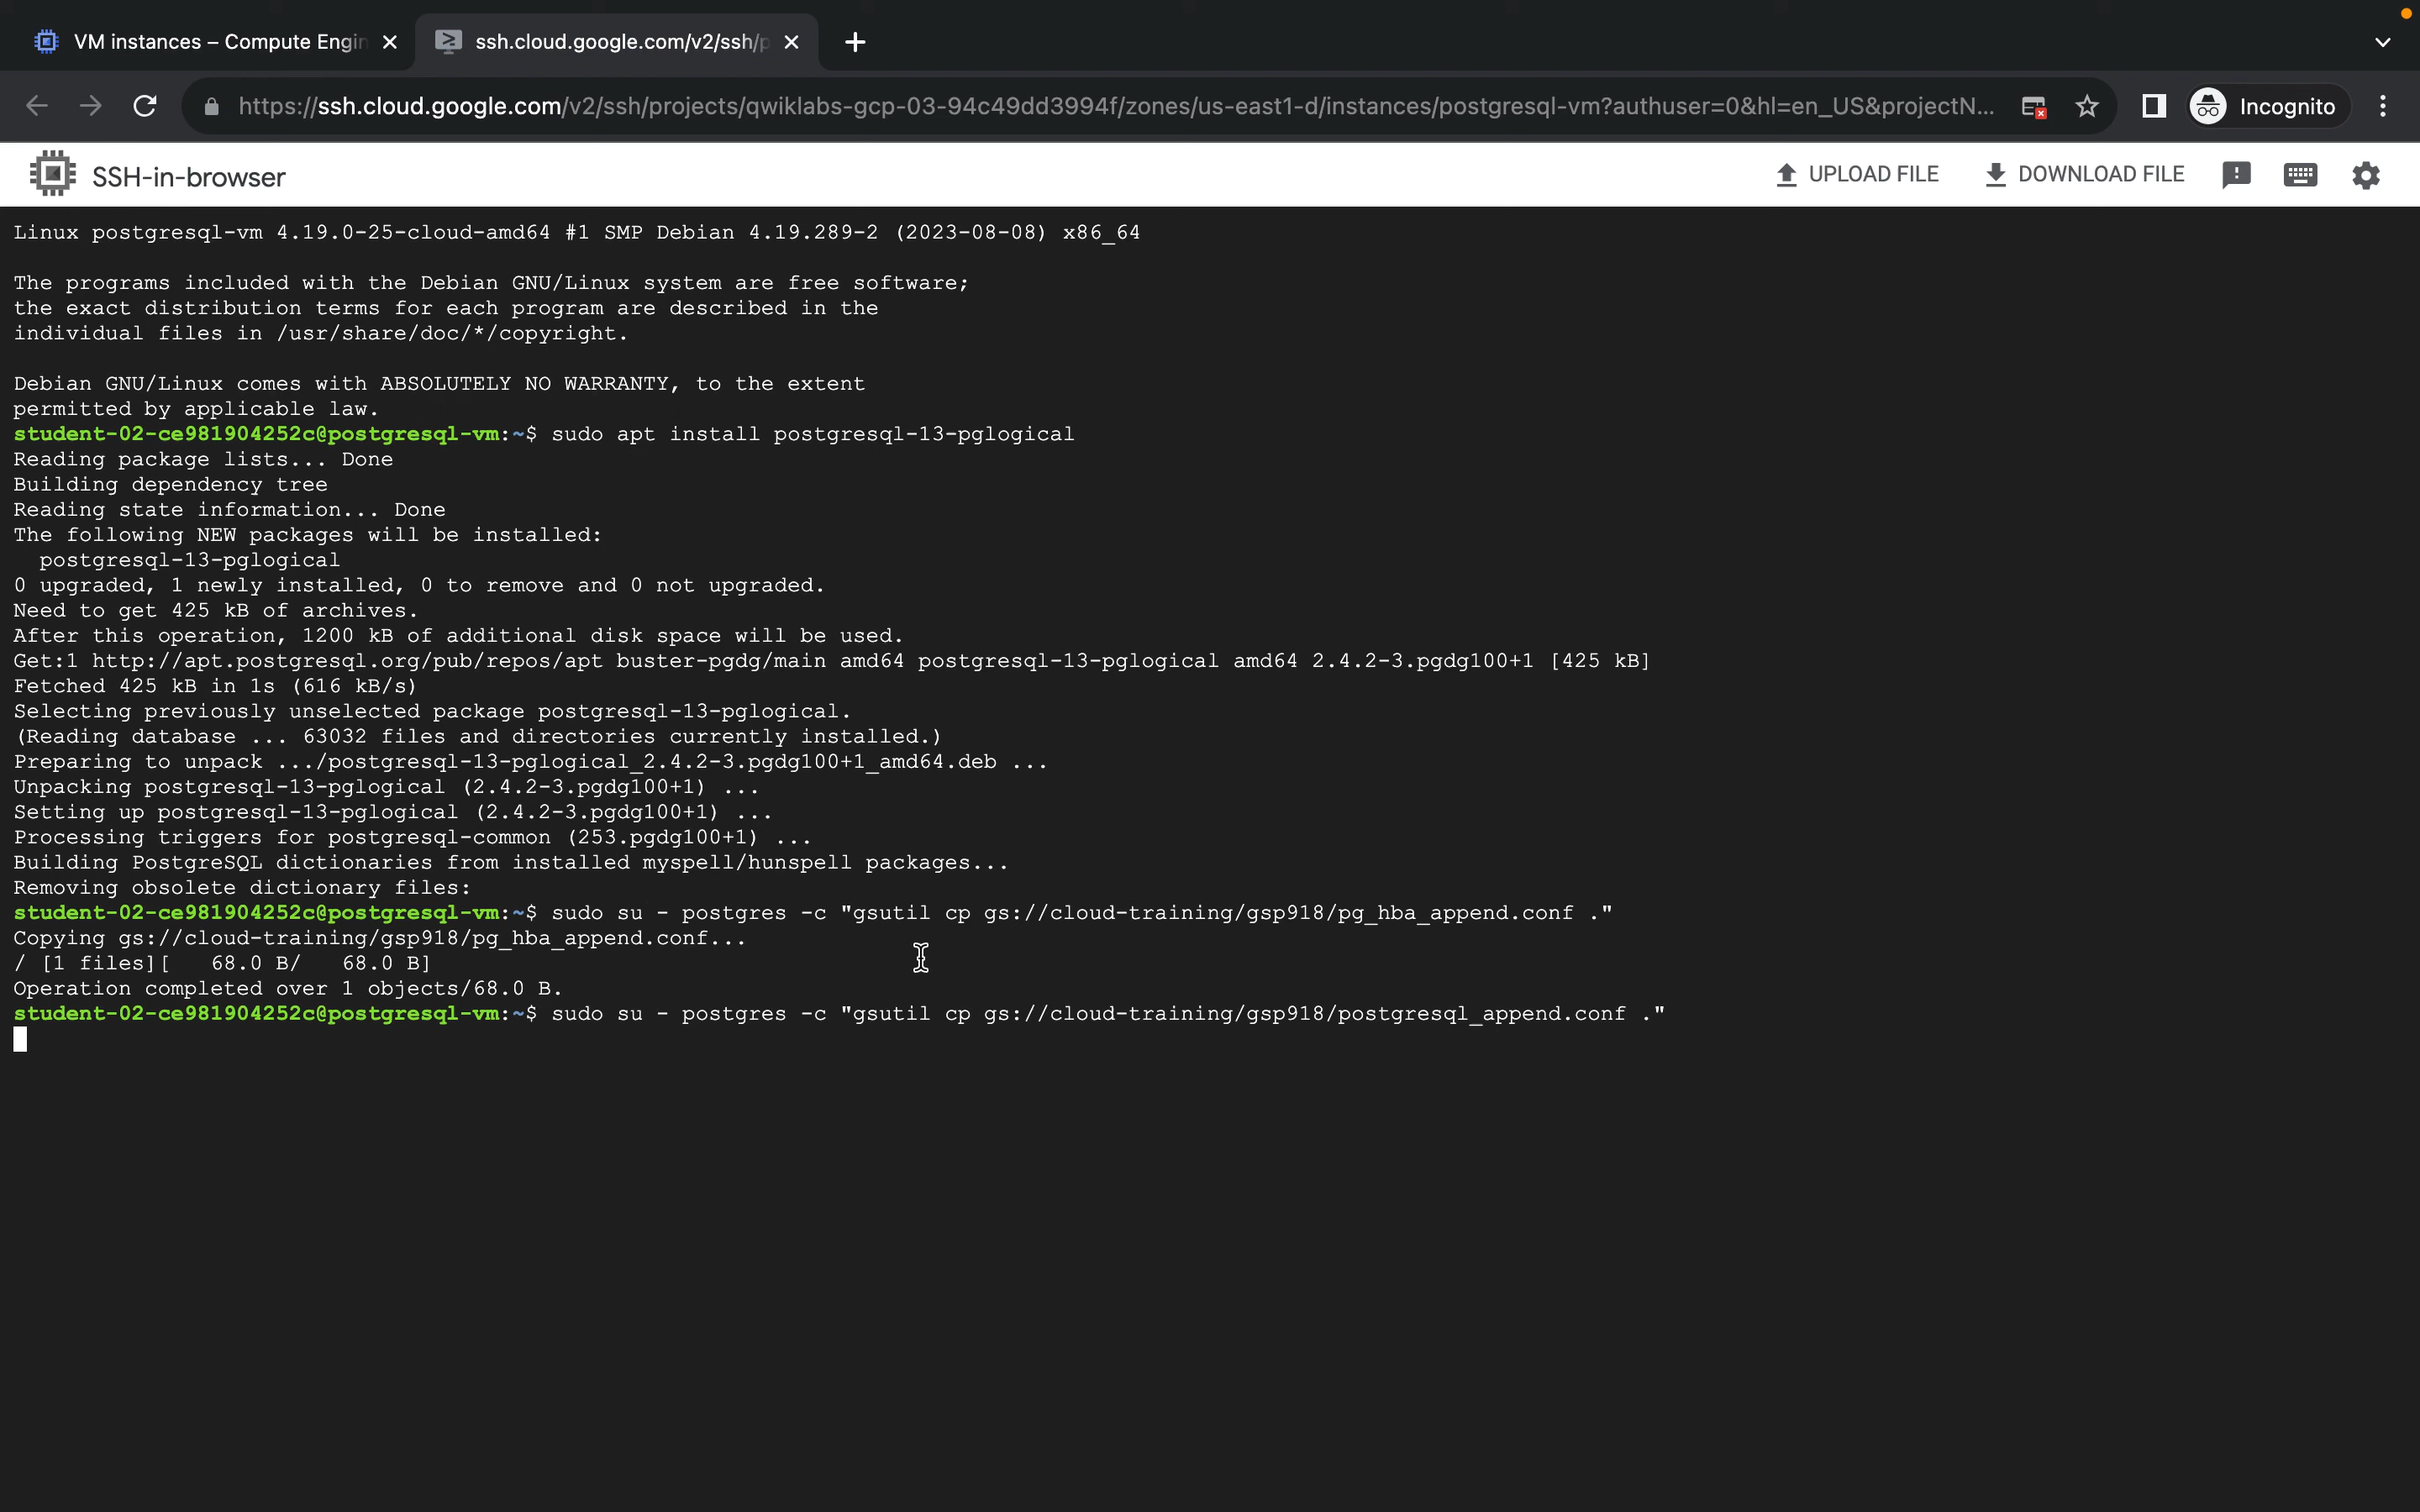 VM instances – Compute Engin
ssh.cloud.google.com/v2/ssh/p
https://ssh.cloud.google.com/v2/ssh/projects/qwiklabs-gcp-03-94c49dd3994f/zones/us-east1-d/instances/postgresql-vm?authuser=0&hl=en_US&projectN...
Incognito
SSH-in-browser
UPLOAD FILE
DOWNLOAD FILE
Linux postgresql-vm 4.19.0-25-cloud-amd64 #1 SMP Debian 4.19.289-2 (2023-08-08) x86_64
The programs included with the Debian GNU/Linux system are free software;
the exact distribution terms for each program are described in the
individual files in /usr/share/doc/*/copyright.
Debian GNU/Linux comes with ABSOLUTELY NO WARRANTY, to the extent
permitted by applicable law.
student-02-ce981904252c@postgresql-vm:~$ sudo apt install postgresql-13-pglogical
Reading package lists... Done
Building dependency tree
Reading state information... Done
The following NEW packages will be installed:
  postgresql-13-pglogical
0 upgraded, 1 newly installed, 0 to remove and 0 not upgraded.
Need to get 425 kB of archives.
After this operation, 1200 kB of additional disk space will be used.
Get:1 http://apt.postgresql.org/pub/repos/apt buster-pgdg/main amd64 postgresql-13-pglogical amd64 2.4.2-3.pgdg100+1 [425 kB]
Fetched 425 kB in 1s (616 kB/s)
Selecting previously unselected package postgresql-13-pglogical.
(Reading database ... 63032 files and directories currently installed.)
Preparing to unpack .../postgresql-13-pglogical_2.4.2-3.pgdg100+1_amd64.deb ...
Unpacking postgresql-13-pglogical (2.4.2-3.pgdg100+1) ...
Setting up postgresql-13-pglogical (2.4.2-3.pgdg100+1) ...
Processing triggers for postgresql-common (253.pgdg100+1) ...
Building PostgreSQL dictionaries from installed myspell/hunspell packages...
Removing obsolete dictionary files:
student-02-ce981904252c@postgresql-vm:~$ sudo su - postgres -c "gsutil cp gs://cloud-training/gsp918/pg_hba_append.conf ."
Copying gs://cloud-training/gsp918/pg_hba_append.conf...
/ [1 files][   68.0 B/   68.0 B]
Operation completed over 1 objects/68.0 B.
student-02-ce981904252c@postgresql-vm:~$ sudo su - postgres -c "gsutil cp gs://cloud-training/gsp918/postgresql_append.conf ."